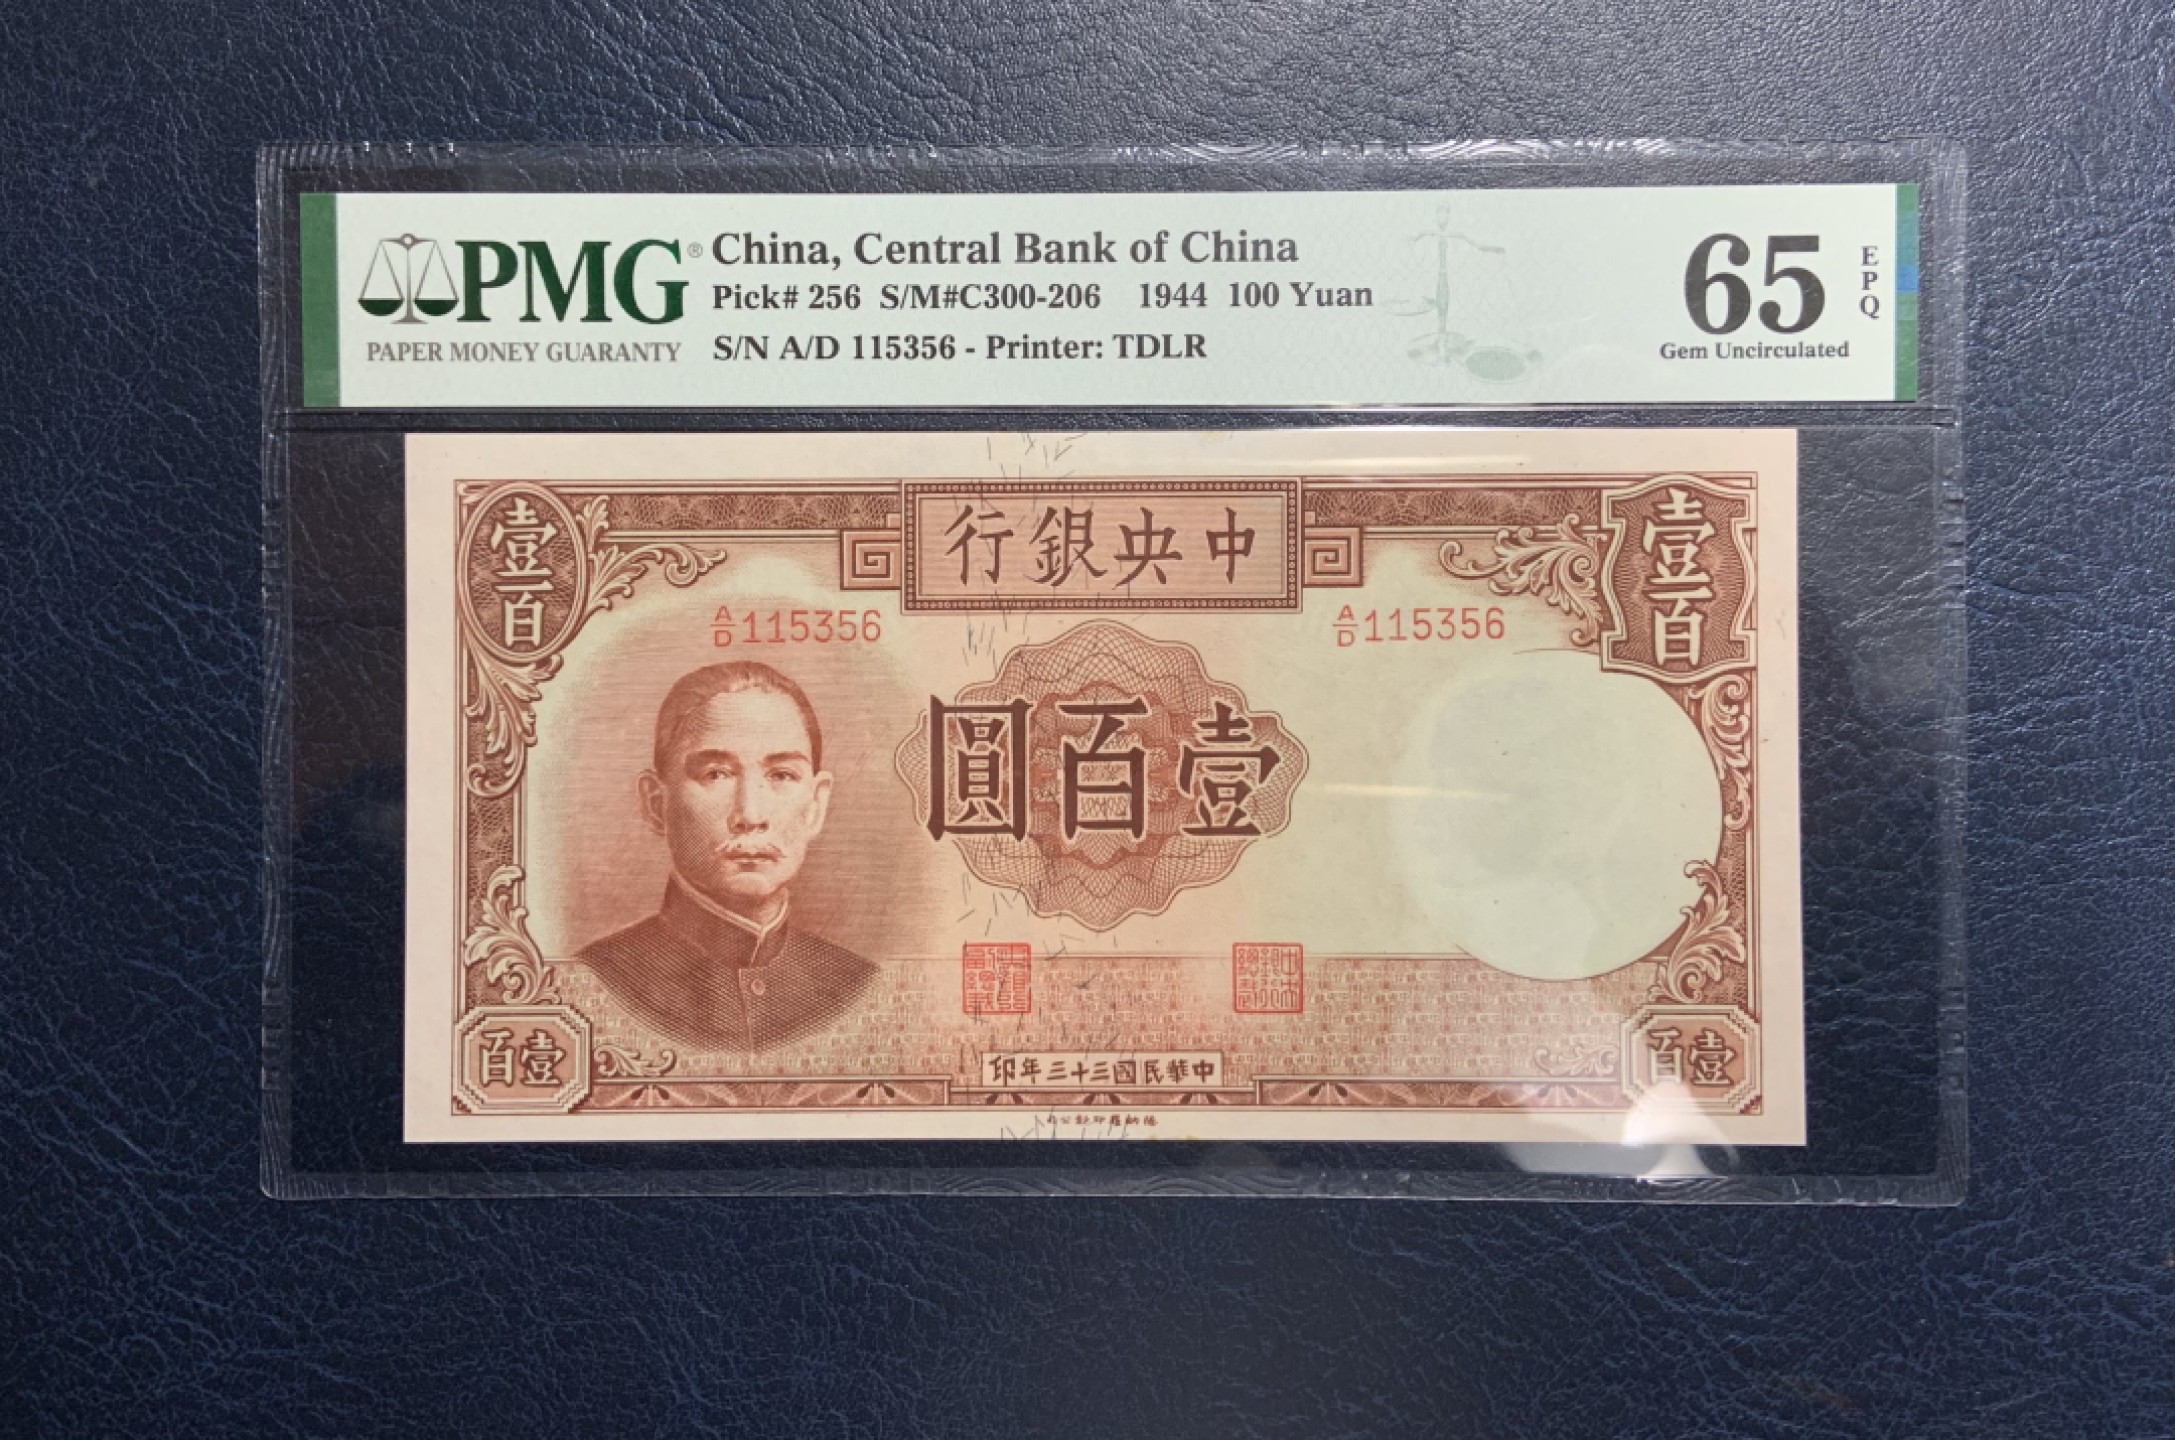 PMG®
PAPER MONEY GUARANTY
China, Central Bank of China
Pick# 256 S/M#C300-206 1944 100 Yuan
S/N A/D 115356 - Printer: TDLR
65 EPQ
Gem Uncirculated
壹百
行銀央中
壹百
A/D 115356
A/D 115356
圓百壹
百壹
印年三十三國民華中
百壹